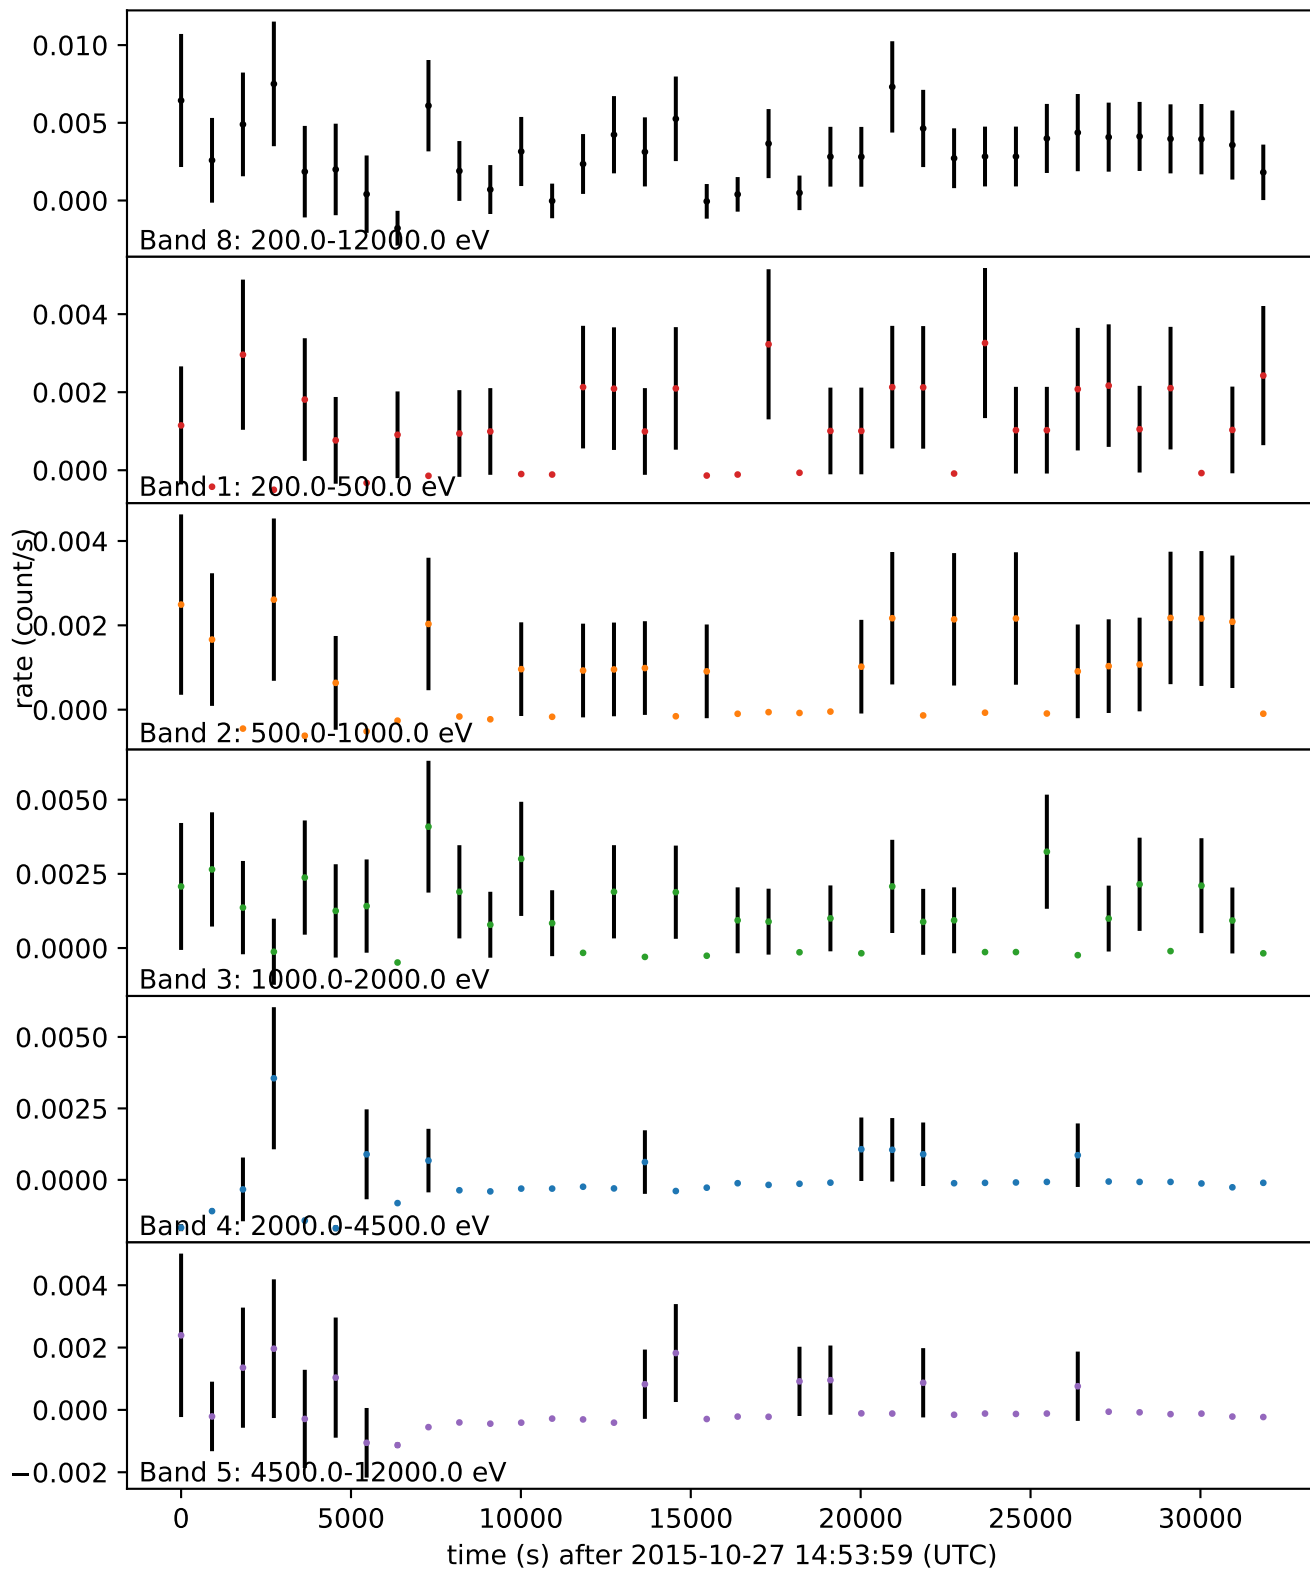 0.010
0.005
0.000
Band 8: 200.0-12000.0 eV
0.004
0.002
0.000
Band 1: 200.0-500.0 eV
rate (count/s)
0.004
0.002
0.000
Band 2: 500.0-1000.0 eV
0.0050
0.0025
0.0000
Band 3: 1000.0-2000.0 eV
0.0050
0.0025
0.0000
Band 4: 2000.0-4500.0 eV
0.004
0.002
0.000
−0.002
Band 5: 4500.0-12000.0 eV
0 5000 10000 15000 20000 25000 30000
time (s) after 2015-10-27 14:53:59 (UTC)